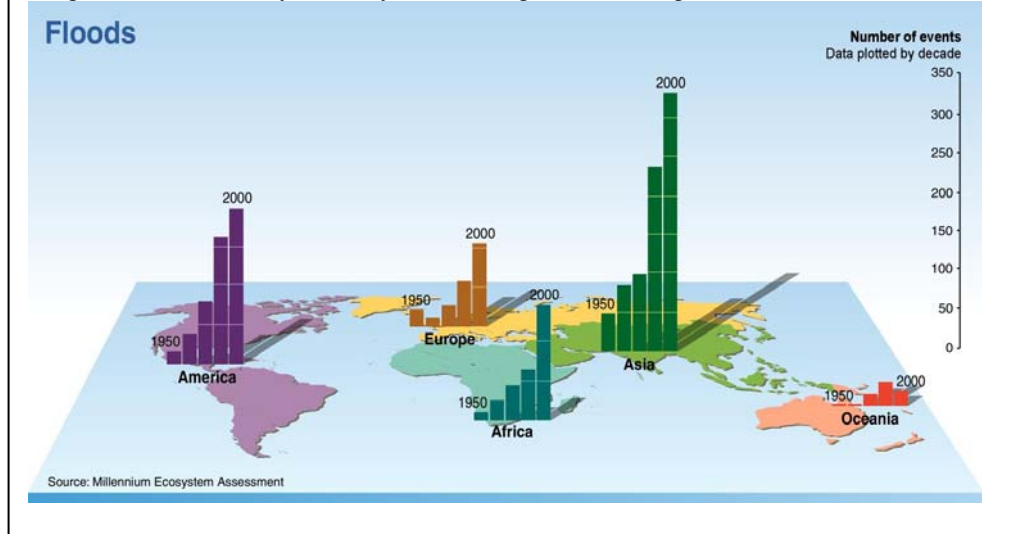 Floods
Number of events
Data plotted by decade
350
300
250
200
150
100
50
0
2000
1950
America
2000
1950
Europe
2000
1950
Africa
2000
1950
Asia
2000
1950
Oceania
Source: Millennium Ecosystem Assessment